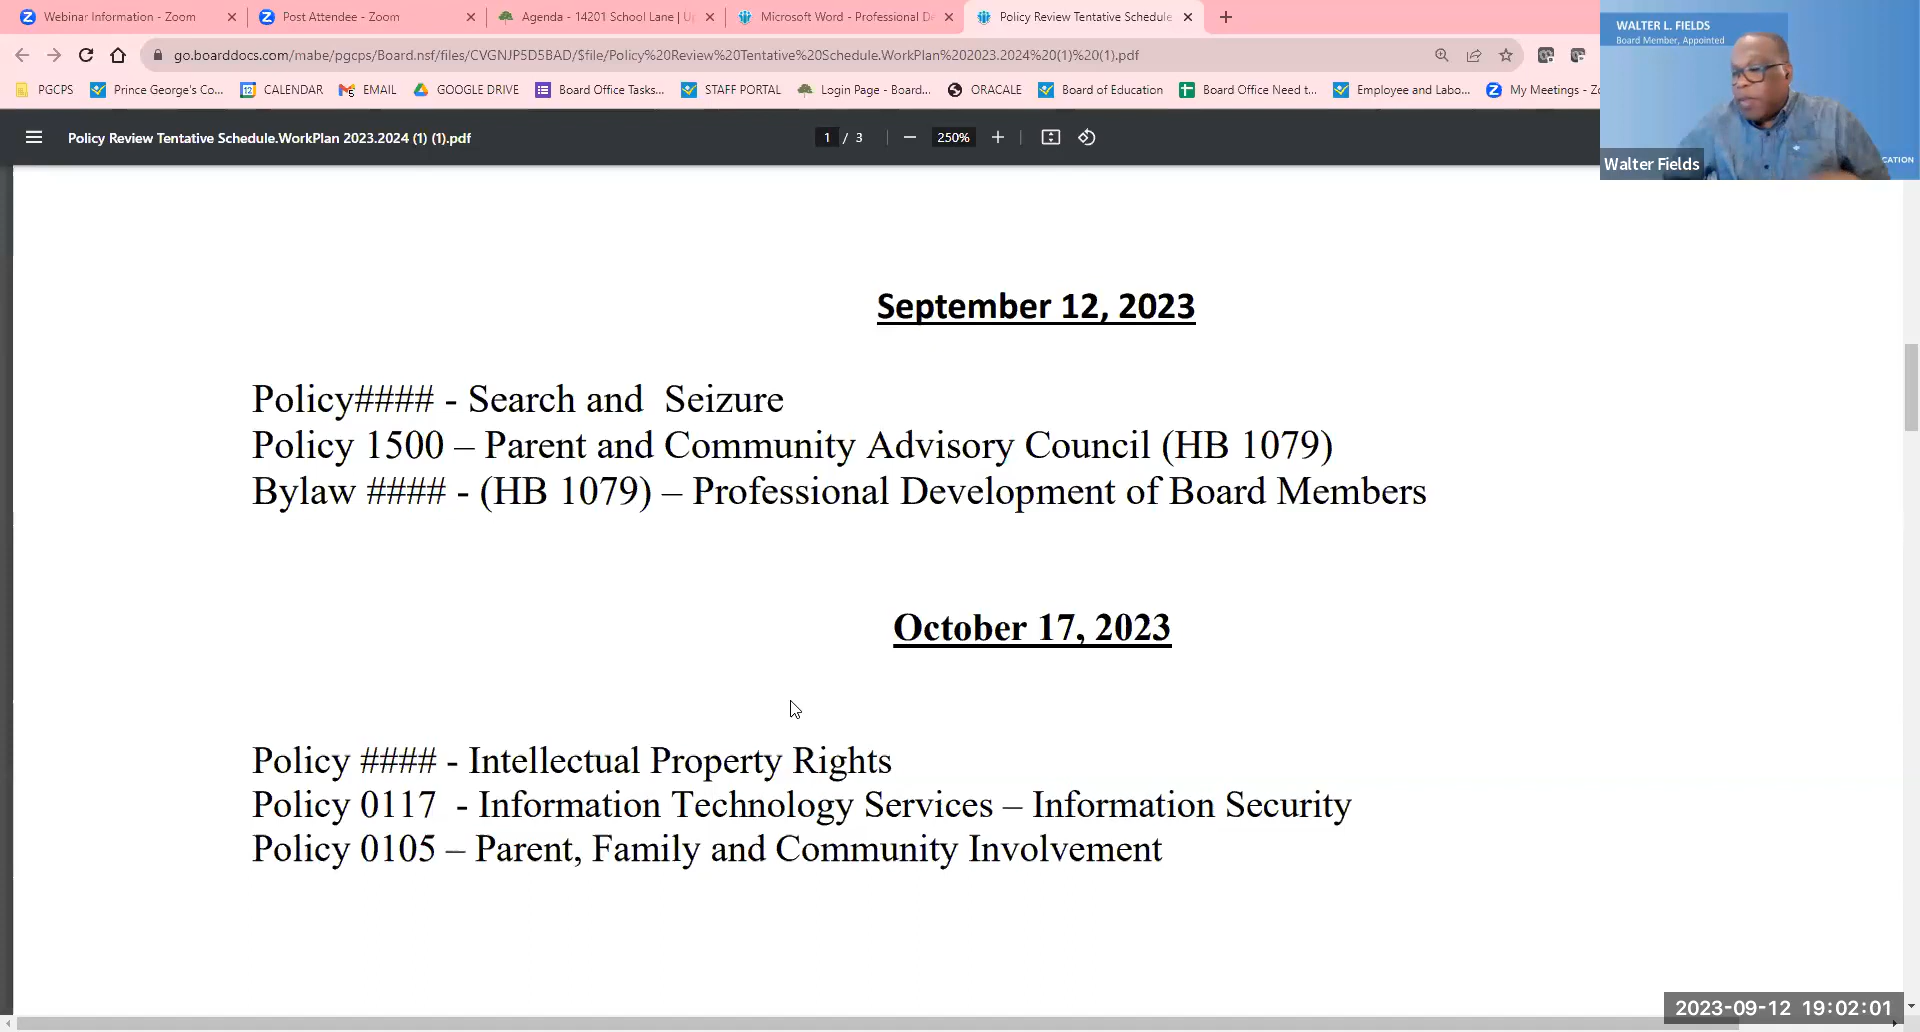 Webinar Information - Zoom
Post Attendee - Zoom
Agenda - 14201 School Lane | U
Microsoft Word - Professional D
Policy Review Tentative Schedule
go.boarddocs.com/mabe/pgcps/Board.nsf/files/CVGNJP5D5BAD/$file/Policy%20Review%20Tentative%20Schedule.WorkPlan%202023.2024%20(1)%20(1).pdf
PGCPS
Prince George's Co...
CALENDAR
EMAIL
GOOGLE DRIVE
Board Office Tasks...
STAFF PORTAL
Login Page - Board...
ORACALE
Board of Education
Board Office Need t...
Employee and Labo...
My Meetings - Zo
WALTER L. FIELDS
Board Member, Appointed
CATION
Walter Fields
Policy Review Tentative Schedule.WorkPlan 2023.2024 (1) (1).pdf
1 / 3
250%
September 12, 2023
Policy#### - Search and Seizure
Policy 1500 – Parent and Community Advisory Council (HB 1079)
Bylaw #### - (HB 1079) – Professional Development of Board Members
October 17, 2023
Policy #### - Intellectual Property Rights
Policy 0117 - Information Technology Services – Information Security
Policy 0105 – Parent, Family and Community Involvement
2023-09-12 19:02:01